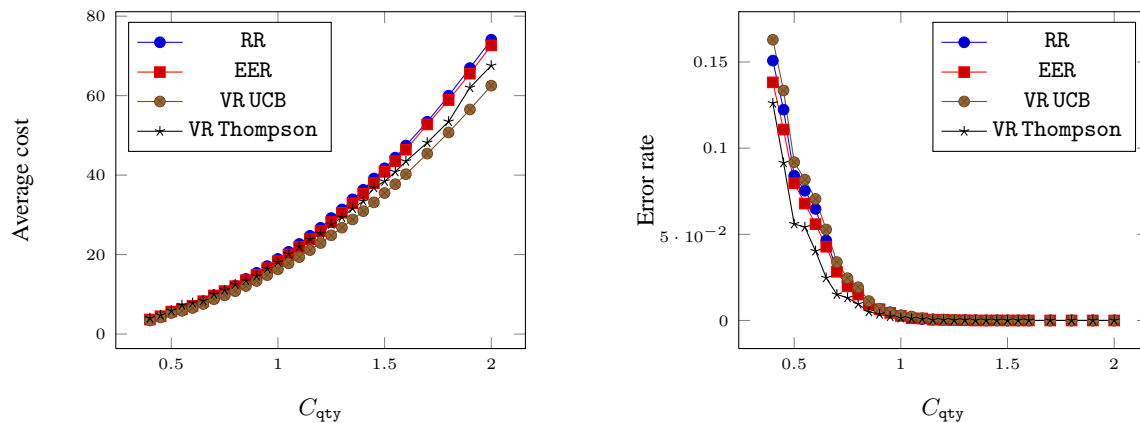 80
60
40
20
0
Average cost
RR
EER
VR UCB
VR Thompson
0.5
1
1.5
2
C_qty
0.15
0.1
5 · 10^-2
0
Error rate
RR
EER
VR UCB
VR Thompson
0.5
1
1.5
2
C_qty